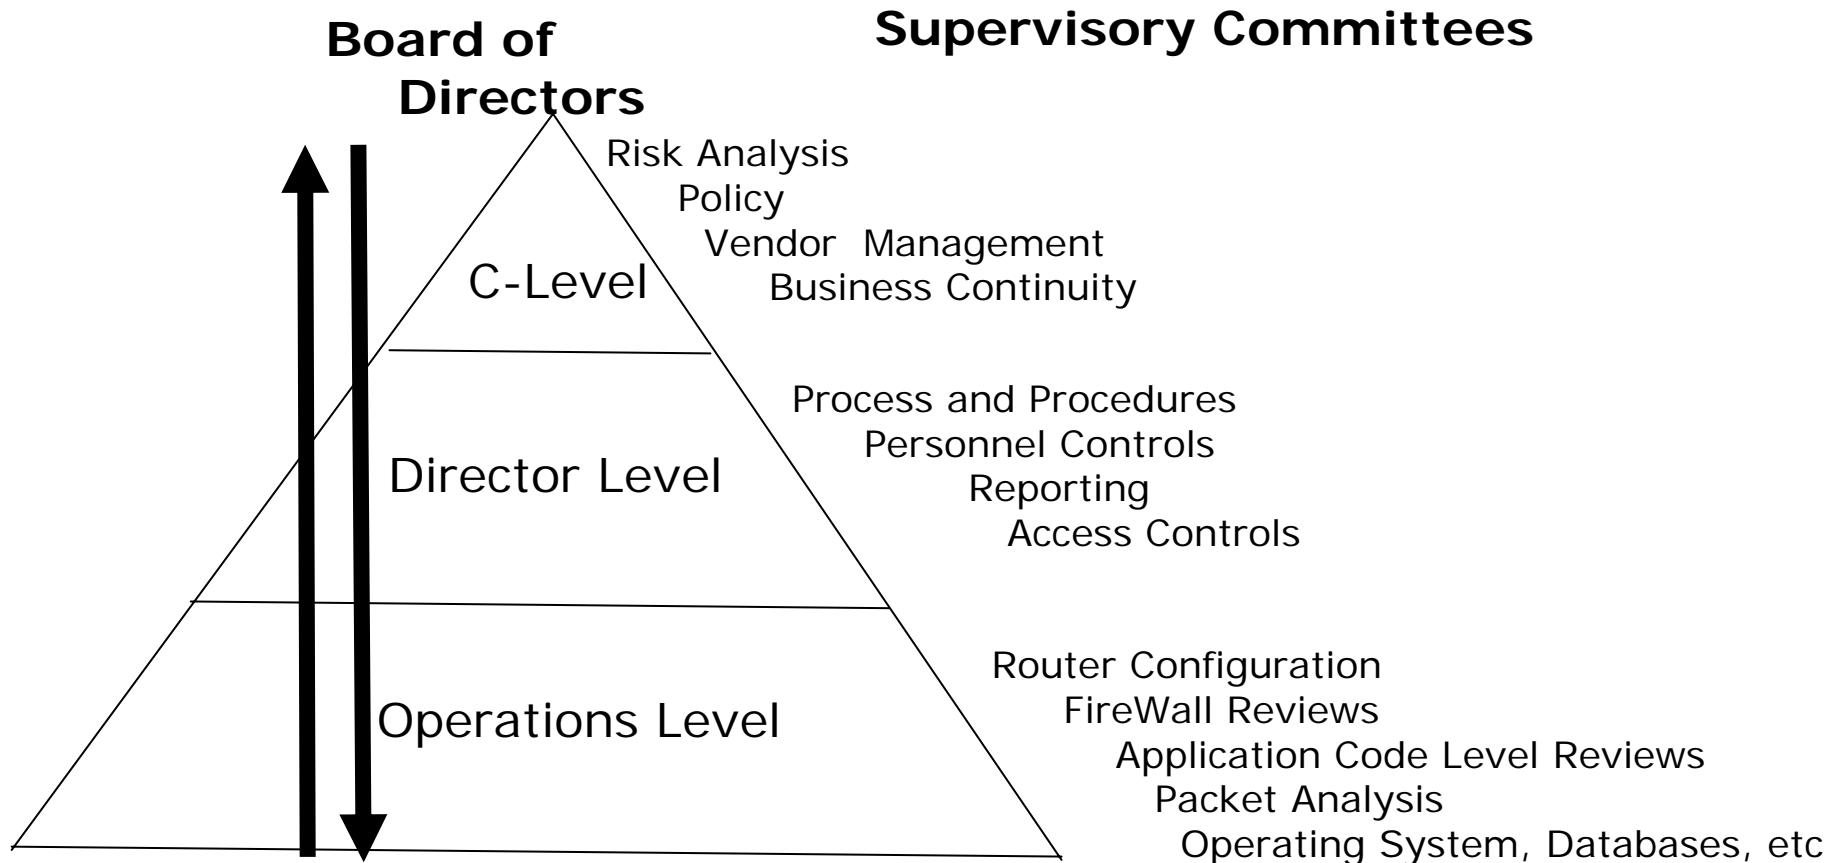 Board of
Directors
Supervisory Committees
Risk Analysis
Policy
Vendor Management
Business Continuity
C-Level
Process and Procedures
Personnel Controls
Reporting
Access Controls
Director Level
Router Configuration
FireWall Reviews
Application Code Level Reviews
Packet Analysis
Operating System, Databases, etc
Operations Level